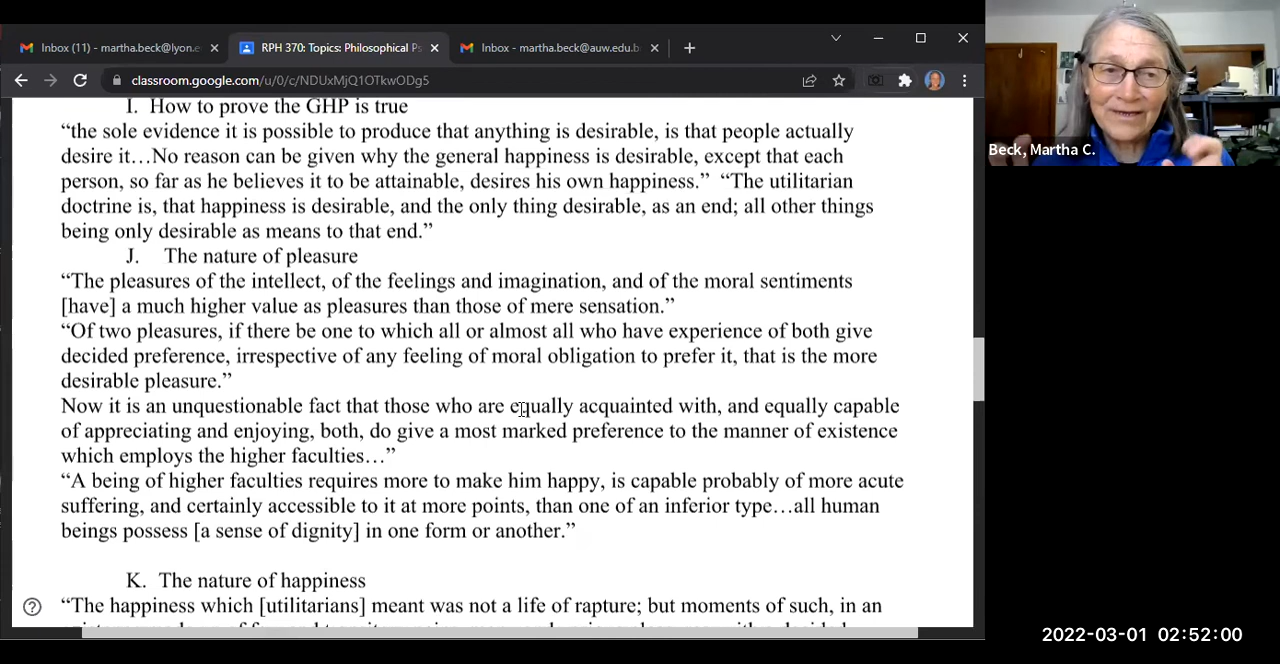 Inbox (11) - martha.beck@lyon.e
RPH 370: Topics: Philosophical P
Inbox - martha.beck@auw.edu.b
classroom.google.com/u/0/c/NDUxMjQ1OTkwODg5
I. How to prove the GHP is true
“the sole evidence it is possible to produce that anything is desirable, is that people actually
desire it…No reason can be given why the general happiness is desirable, except that each
person, so far as he believes it to be attainable, desires his own happiness.” “The utilitarian
doctrine is, that happiness is desirable, and the only thing desirable, as an end; all other things
being only desirable as means to that end.”
J. The nature of pleasure
“The pleasures of the intellect, of the feelings and imagination, and of the moral sentiments
[have] a much higher value as pleasures than those of mere sensation.”
“Of two pleasures, if there be one to which all or almost all who have experience of both give
decided preference, irrespective of any feeling of moral obligation to prefer it, that is the more
desirable pleasure.”
Now it is an unquestionable fact that those who are equally acquainted with, and equally capable
of appreciating and enjoying, both, do give a most marked preference to the manner of existence
which employs the higher faculties…”
“A being of higher faculties requires more to make him happy, is capable probably of more acute
suffering, and certainly accessible to it at more points, than one of an inferior type…all human
beings possess [a sense of dignity] in one form or another.”
K. The nature of happiness
“The happiness which [utilitarians] meant was not a life of rapture; but moments of such, in an
Beck, Martha C.
2022-03-01 02:52:00